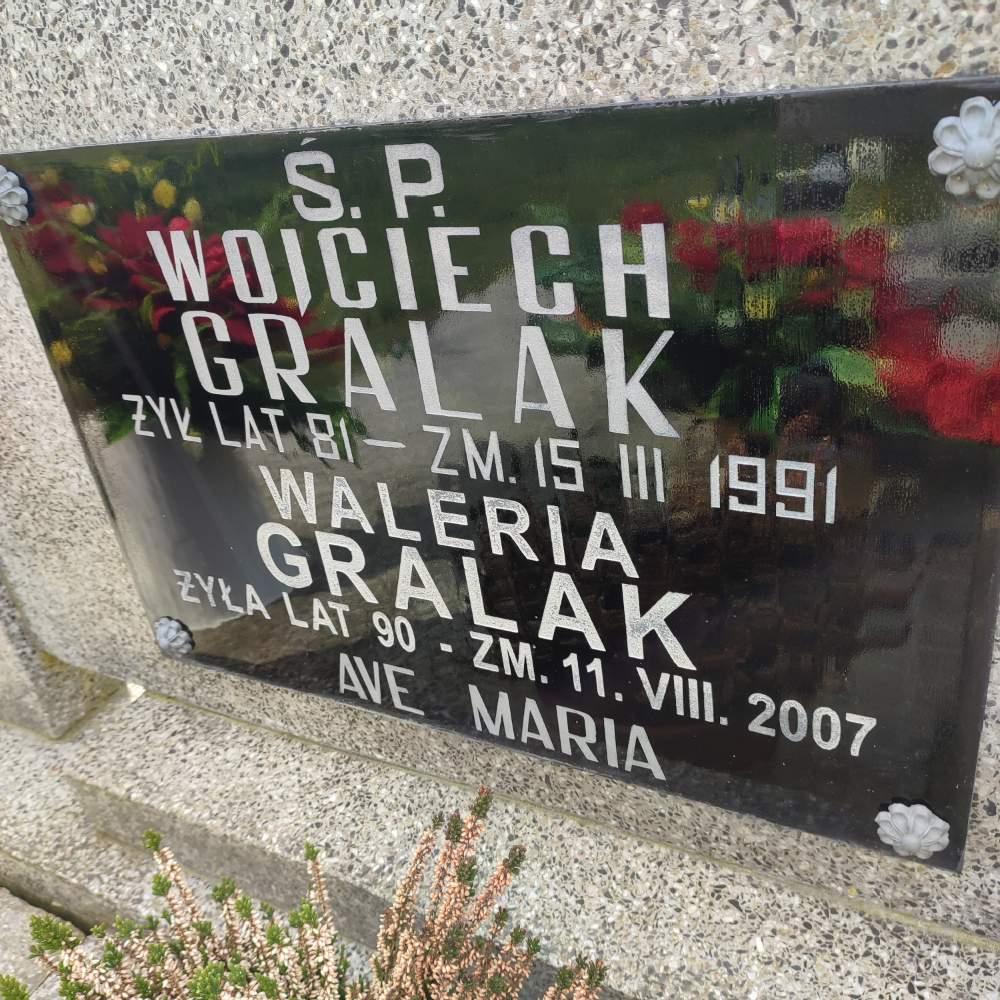 Ś. P.
WOJCIECH
GRALAK
ŻYŁ LAT 81 – ZM. 15 III 1991
WALERIA
GRALAK
ŻYŁA LAT 90 - ZM. 11. VIII. 2007
AVE MARIA